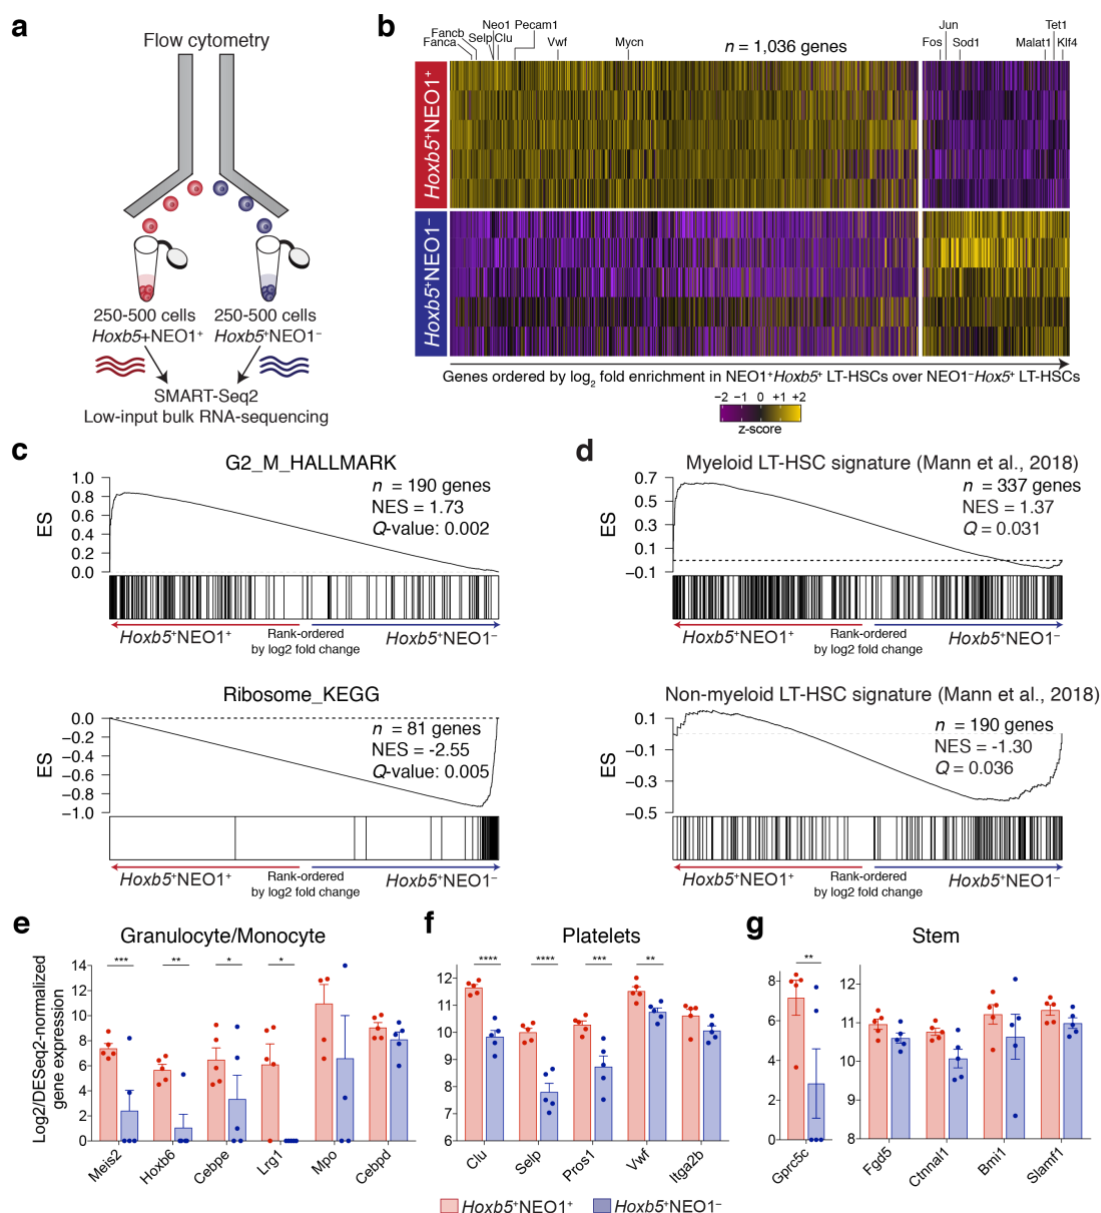 a
Flow cytometry
250-500 cells
Hoxb5+NEO1⁺
250-500 cells
Hoxb5⁺NEO1⁻
SMART-Seq2
Low-input bulk RNA-sequencing
b
Fanca
Fancb
Selp
Neo1
Clu
Pecam1
Vwf
Mycn
n = 1,036 genes
Fos
Jun
Sod1
Malat1
Tet1
Klf4
Hoxb5⁺NEO1⁺
Hoxb5⁺NEO1⁻
Genes ordered by log₂ fold enrichment in NEO1⁺Hoxb5⁺ LT-HSCs over NEO1⁻Hox5⁺ LT-HSCs
−2 −1 0 +1 +2
z-score
c
G2_M_HALLMARK
n = 190 genes
NES = 1.73
Q-value: 0.002
ES
1.0
0.8
0.6
0.4
0.2
0.0
Hoxb5⁺NEO1⁺
Rank-ordered
by log2 fold change
Hoxb5⁺NEO1⁻
Ribosome_KEGG
n = 81 genes
NES = -2.55
Q-value: 0.005
ES
0.0
−0.2
−0.4
−0.6
−0.8
−1.0
Hoxb5⁺NEO1⁺
Rank-ordered
by log2 fold change
Hoxb5⁺NEO1⁻
d
Myeloid LT-HSC signature (Mann et al., 2018)
n = 337 genes
NES = 1.37
Q = 0.031
ES
0.7
0.5
0.3
0.1
−0.1
Hoxb5⁺NEO1⁺
Rank-ordered
by log2 fold change
Hoxb5⁺NEO1⁻
Non-myeloid LT-HSC signature (Mann et al., 2018)
n = 190 genes
NES = -1.30
Q = 0.036
ES
0.1
−0.1
−0.3
−0.5
Hoxb5⁺NEO1⁺
Rank-ordered
by log2 fold change
Hoxb5⁺NEO1⁻
e
Granulocyte/Monocyte
Log2/DESeq2-normalized
gene expression
14
12
10
8
6
4
2
0
*** ** * *
Meis2
Hoxb6
Cebpe
Lrg1
Mpo
Cebpd
f
Platelets
12
11
10
9
8
7
6
**** **** *** **
Clu
Selp
Pros1
Vwf
Itga2b
g
Stem
8
6
4
2
0
**
Gprc5c
12
11
10
9
8
Fgd5
Ctnnal1
Bmi1
Slamf1
Hoxb5⁺NEO1⁺
Hoxb5⁺NEO1⁻